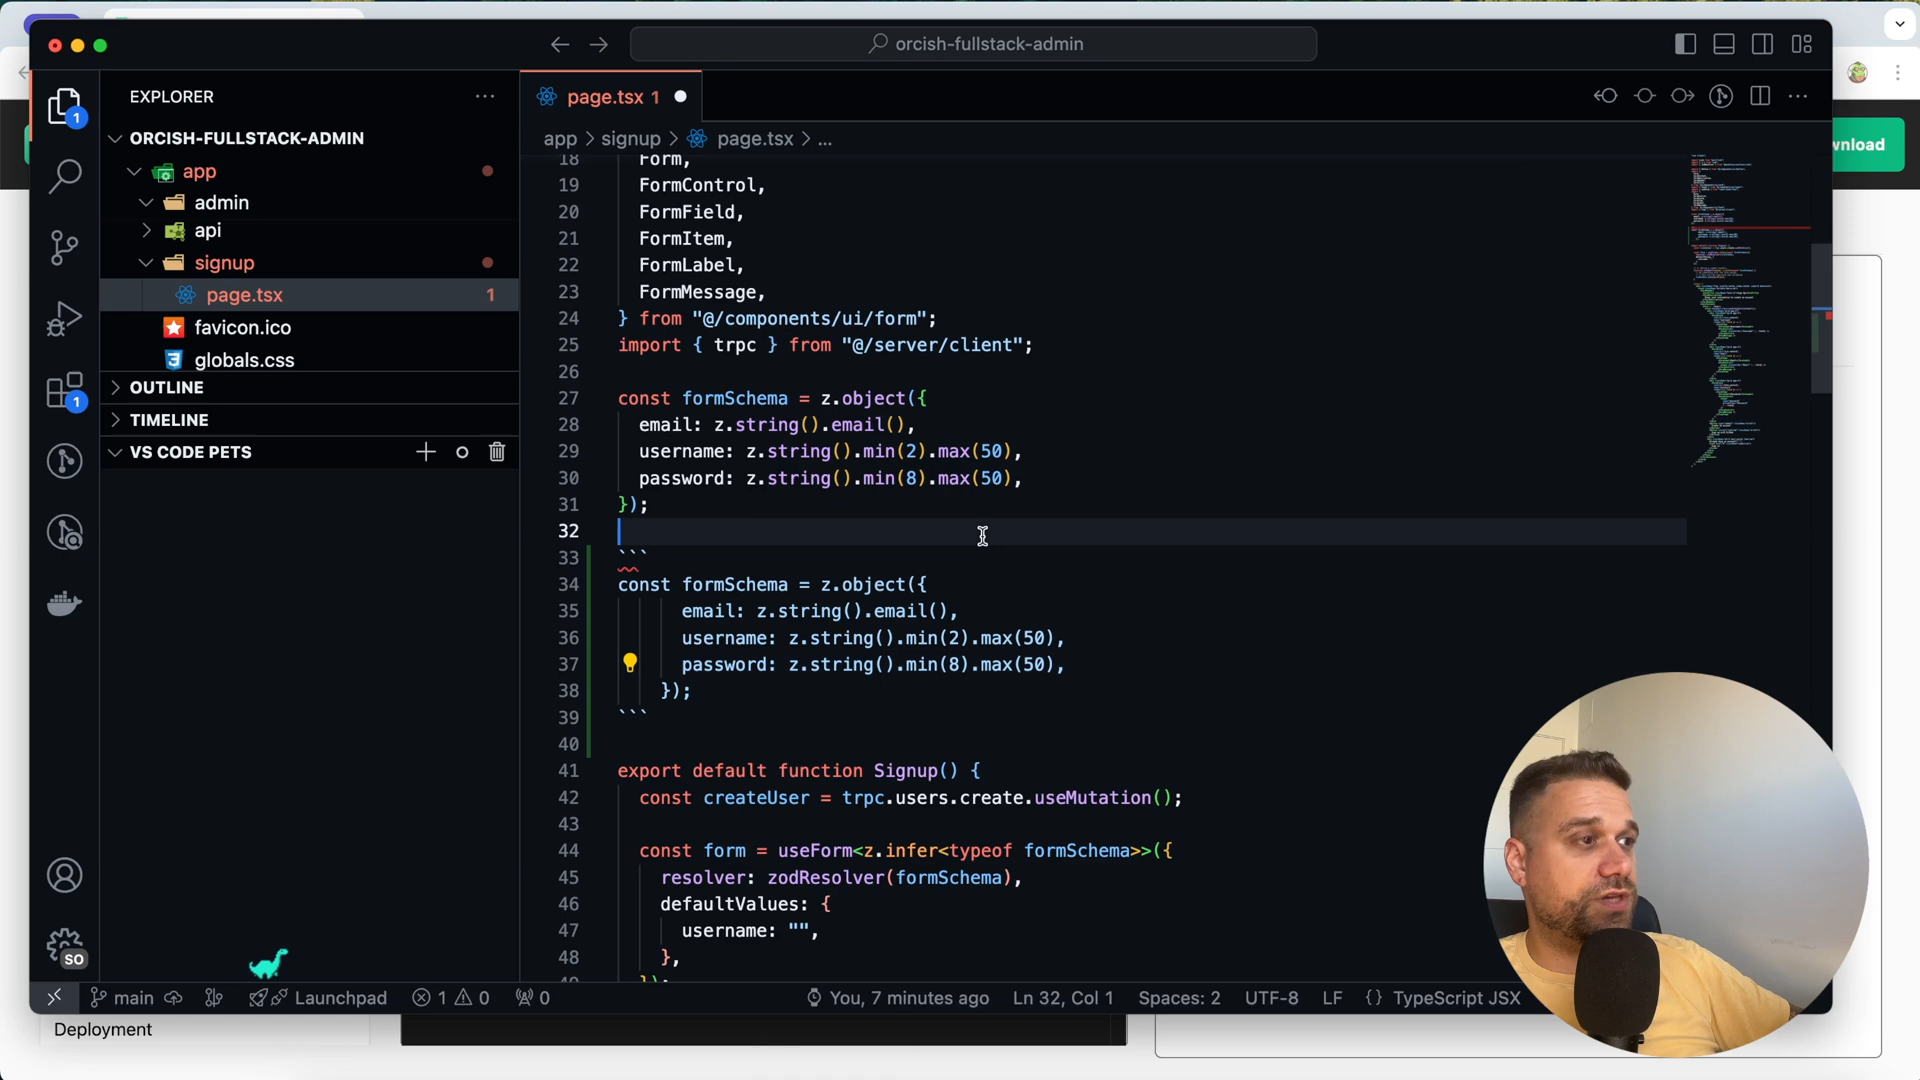 orcish-fullstack-admin
wnload
EXPLORER
ORCISH-FULLSTACK-ADMIN
app
admin
api
signup
page.tsx 1
favicon.ico
globals.css
OUTLINE
TIMELINE
VS CODE PETS
1
1
SO
page.tsx 1
app > signup > page.tsx > ...
18 Form,
19 FormControl,
20 FormField,
21 FormItem,
22 FormLabel,
23 FormMessage,
24 } from "@/components/ui/form";
25 import { trpc } from "@/server/client";
26
27 const formSchema = z.object({
28 email: z.string().email(),
29 username: z.string().min(2).max(50),
30 password: z.string().min(8).max(50),
31 });
32
33 ```
34 const formSchema = z.object({
35 email: z.string().email(),
36 username: z.string().min(2).max(50),
37 password: z.string().min(8).max(50),
38 });
39 ```
40
41 export default function Signup() {
42 const createUser = trpc.users.create.useMutation();
43
44 const form = useForm<z.infer<typeof formSchema>>({
45 resolver: zodResolver(formSchema),
46 defaultValues: {
47 username: "",
48 },
49 });
main Launchpad 1 0 0 You, 7 minutes ago Ln 32, Col 1 Spaces: 2 UTF-8 LF {} TypeScript JSX
Deployment